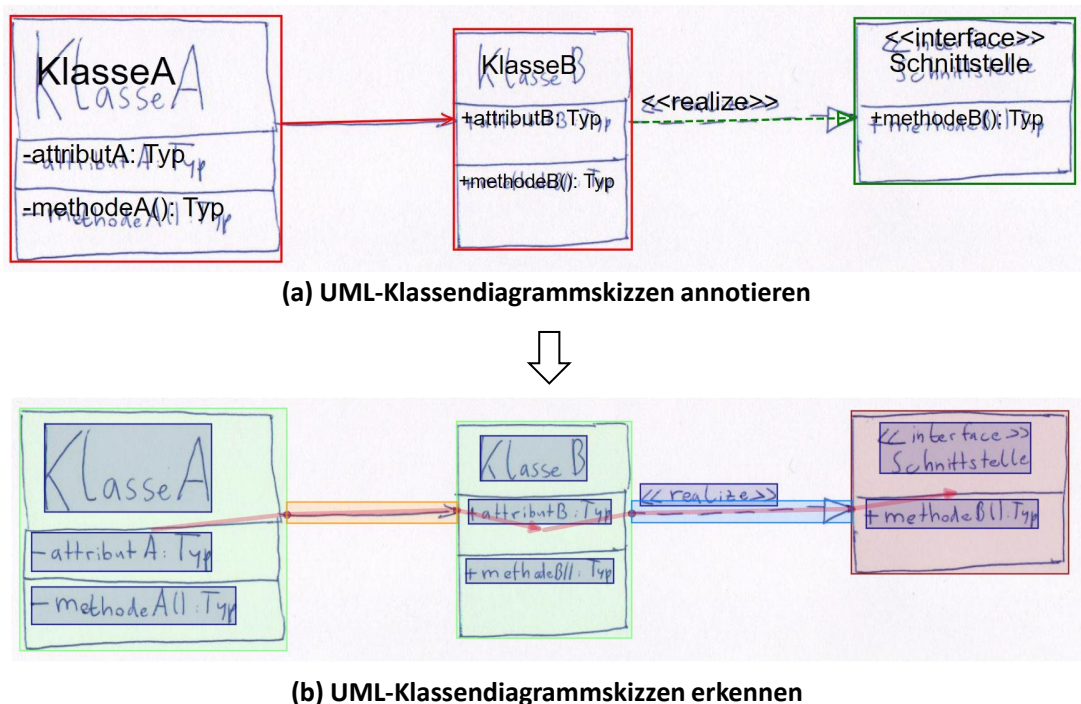 KlasseA
-attributA: Typ
-methodeA(): Typ
KlasseB
+attributB: Typ
+methodeB(): Typ
<<realize>>
<<interface>>
Schnittstelle
+methodeB(): Typ
(a) UML-Klassendiagrammskizzen annotieren
KlasseA
-attributA: Typ
-methodeA(): Typ
KlasseB
+attributB: Typ
+methodeB(): Typ
<<realize>>
<<interface>>
Schnittstelle
+methodeB(): Typ
(b) UML-Klassendiagrammskizzen erkennen